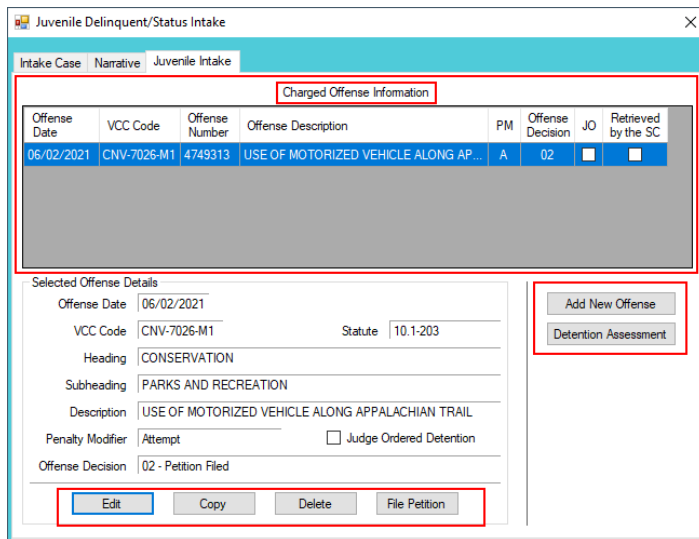 Juvenile Delinquent/Status Intake
Intake Case Narrative Juvenile Intake
Charged Offense Information
Offense Date VCC Code Offense Number Offense Description PM Offense Decision JO Retrieved by the SC
06/02/2021 CNV-7026-M1 4749313 USE OF MOTORIZED VEHICLE ALONG AP... A 02
Selected Offense Details
Offense Date 06/02/2021
VCC Code CNV-7026-M1 Statute 10.1-203
Heading CONSERVATION
Subheading PARKS AND RECREATION
Description USE OF MOTORIZED VEHICLE ALONG APPALACHIAN TRAIL
Penalty Modifier Attempt Judge Ordered Detention
Offense Decision 02 - Petition Filed
Edit Copy Delete File Petition
Add New Offense
Detention Assessment